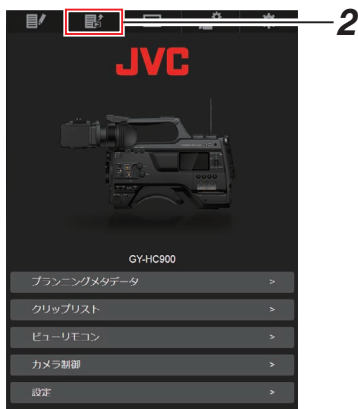 2
JVC
GY-HC900
プランニングメタデータ >
クリップリスト >
ビューリモコン >
カメラ制御 >
設定 >